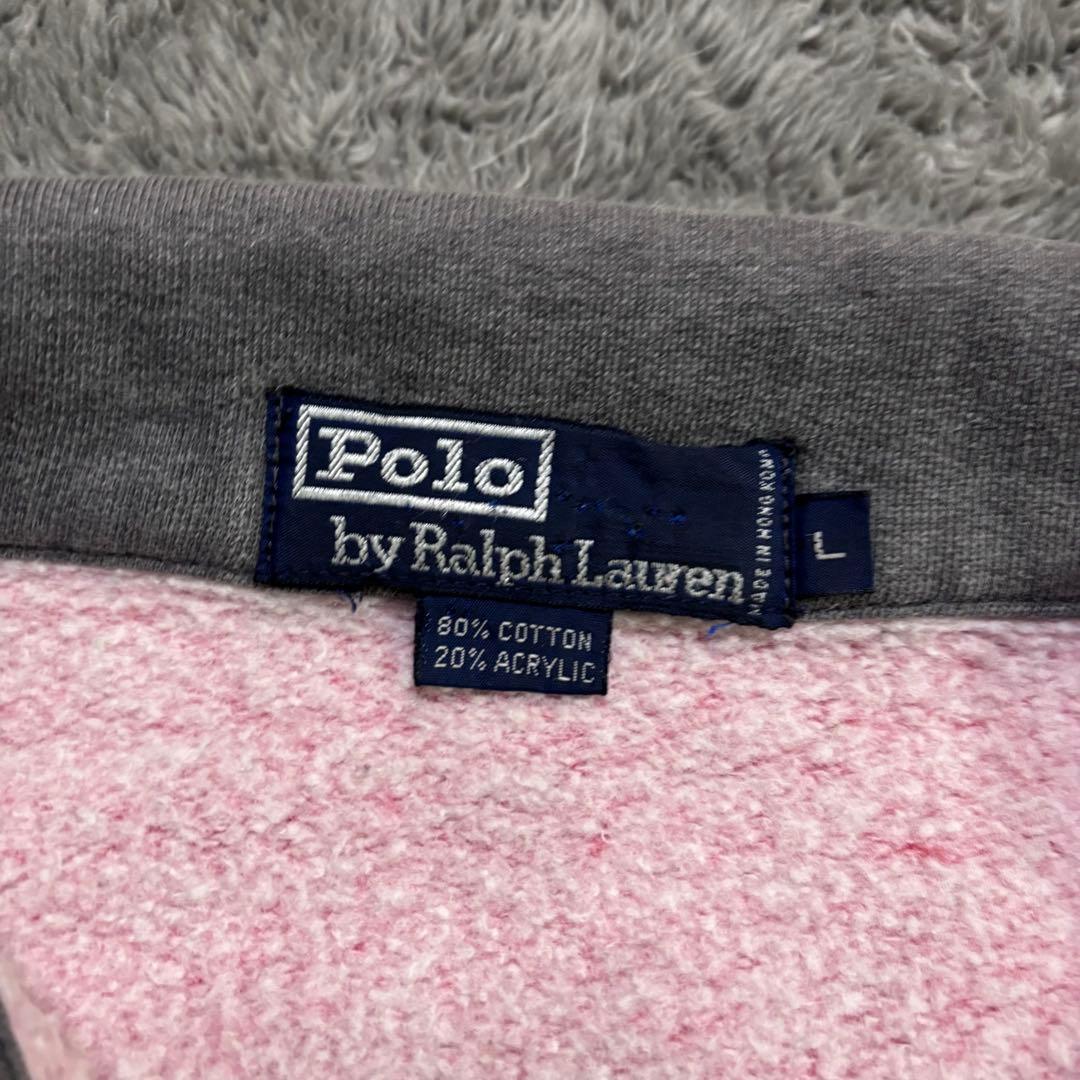 Polo
by Ralph Lauren
MADE IN HONG KONG
L
80% COTTON
20% ACRYLIC